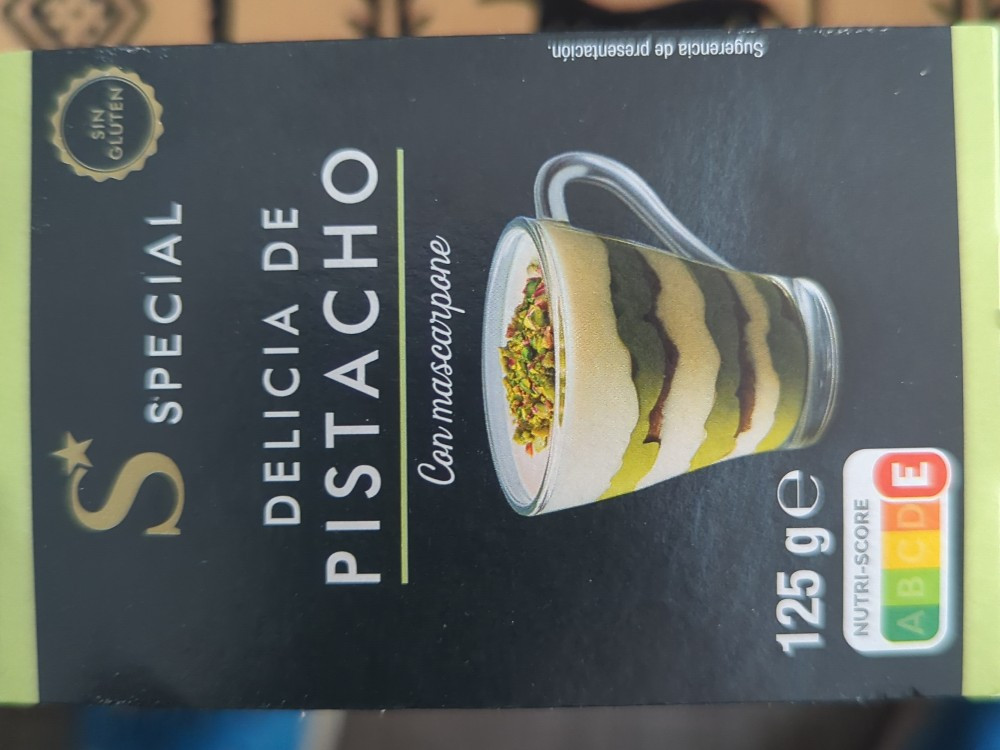 SIN
GLUTEN
S
SPECIAL
DELICIA DE
PISTACHO
Con mascarpone
Sugerencia de presentación.
125 g ℮
NUTRI-SCORE
A B C D E